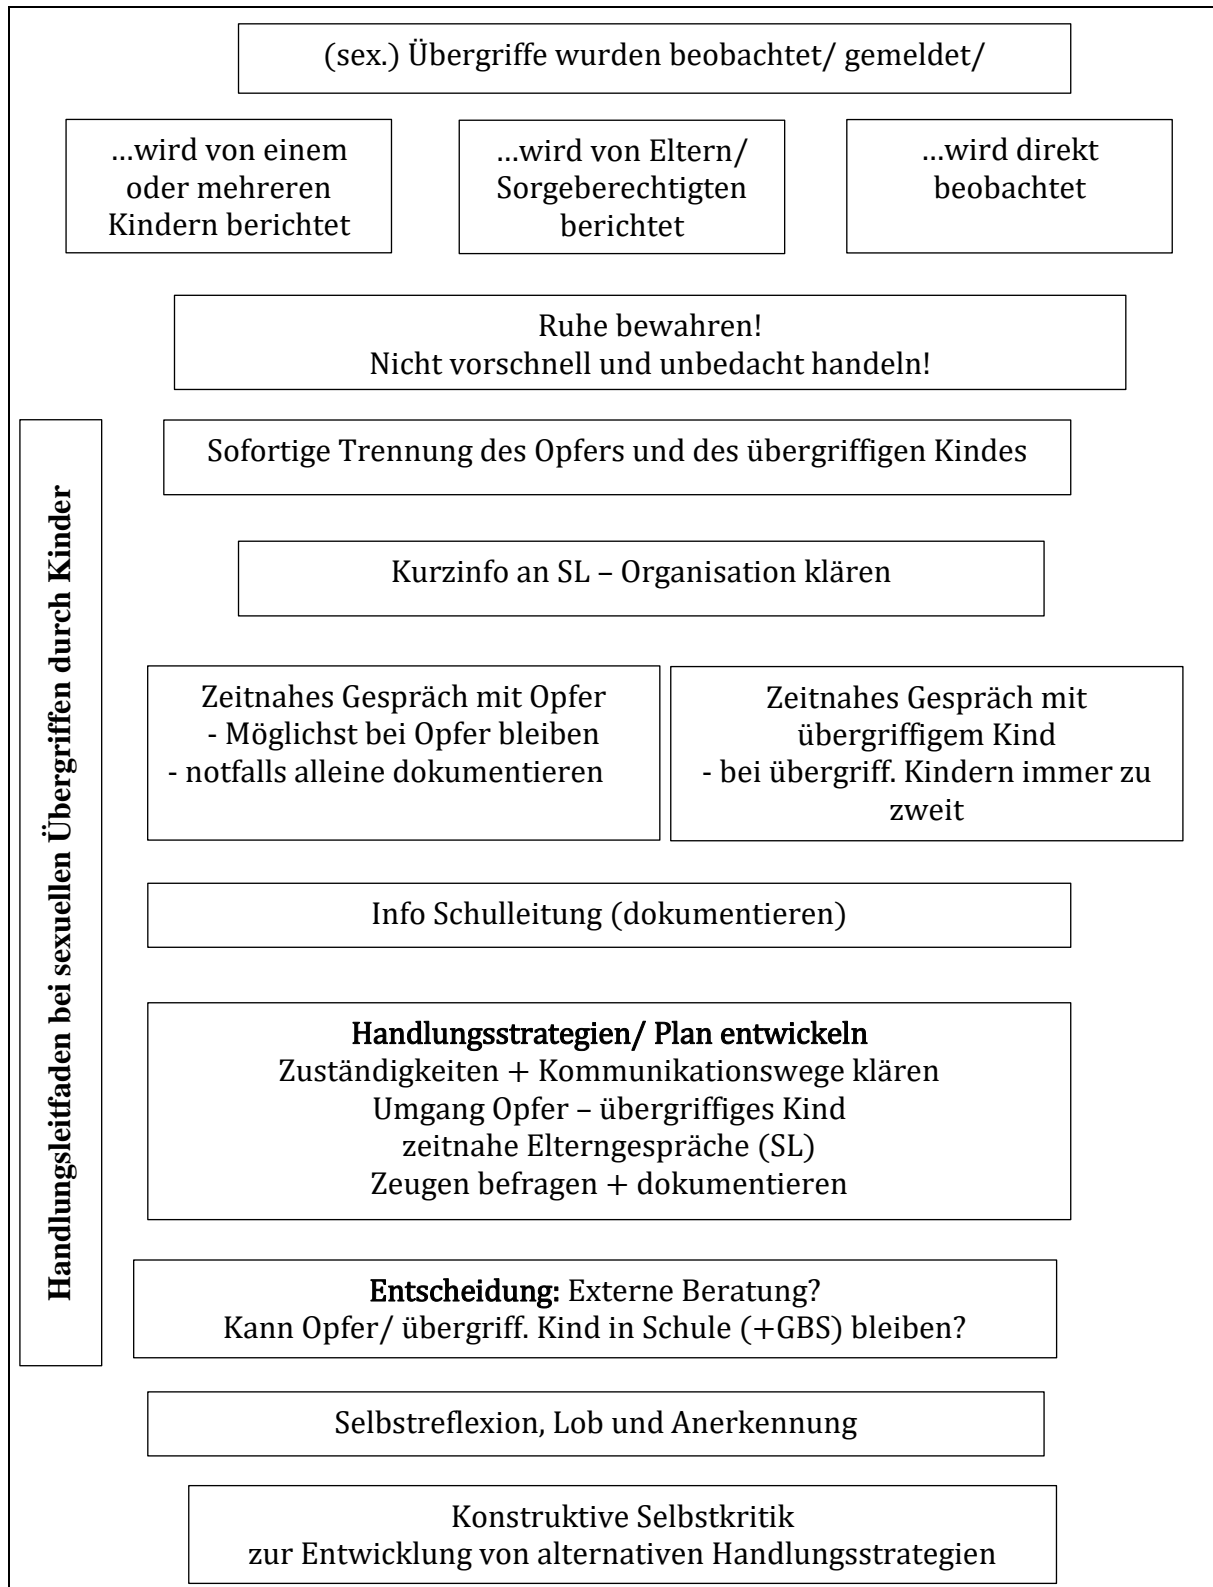 (sex.) Übergriffe wurden beobachtet/ gemeldet/
...wird von einem
oder mehreren
Kindern berichtet
...wird von Eltern/
Sorgeberechtigten
berichtet
...wird direkt
beobachtet
Ruhe bewahren!
Nicht vorschnell und unbedacht handeln!
Handlungsleitfaden bei sexuellen Übergriffen durch Kinder
Sofortige Trennung des Opfers und des übergriffigen Kindes
Kurzinfo an SL – Organisation klären
Zeitnahes Gespräch mit Opfer
- Möglichst bei Opfer bleiben
- notfalls alleine dokumentieren
Zeitnahes Gespräch mit
übergriffigem Kind
- bei übergriff. Kindern immer zu
zweit
Info Schulleitung (dokumentieren)
Handlungsstrategien/ Plan entwickeln
Zuständigkeiten + Kommunikationswege klären
Umgang Opfer – übergriffiges Kind
zeitnahe Elterngespräche (SL)
Zeugen befragen + dokumentieren
Entscheidung: Externe Beratung?
Kann Opfer/ übergriff. Kind in Schule (+GBS) bleiben?
Selbstreflexion, Lob und Anerkennung
Konstruktive Selbstkritik
zur Entwicklung von alternativen Handlungsstrategien